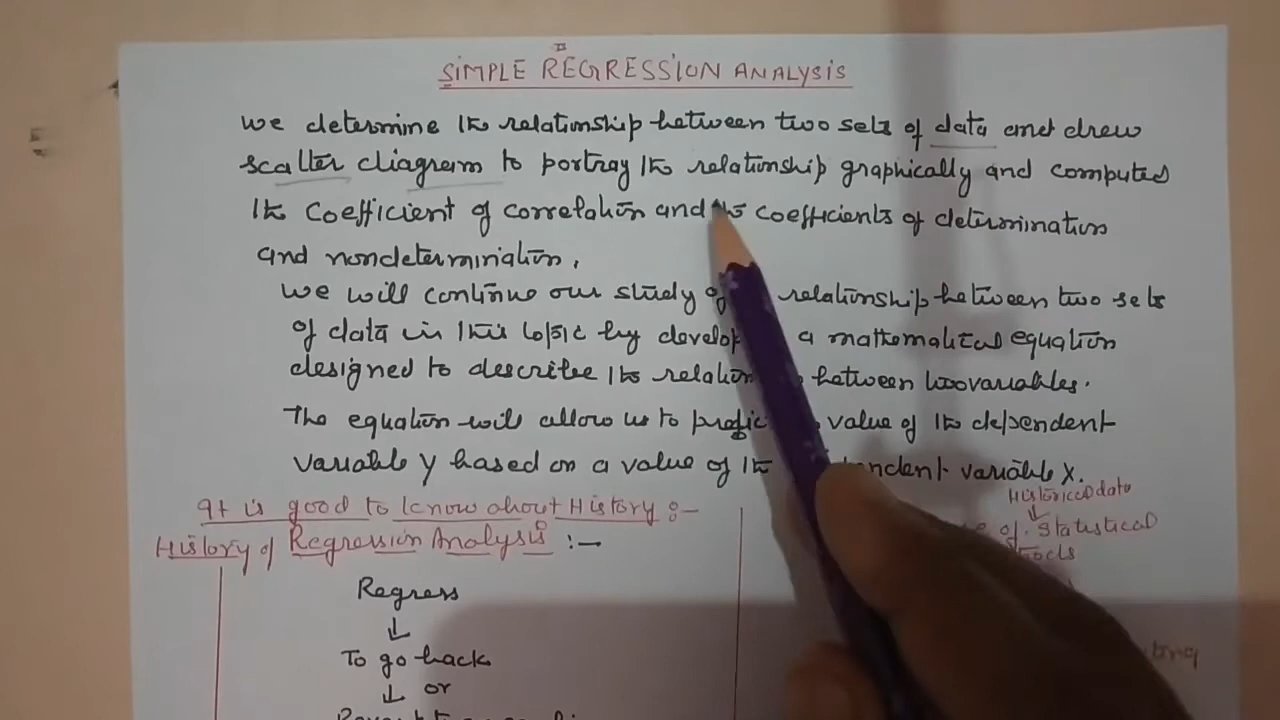 SIMPLE REGRESSION ANALYSIS
we determine the relationship between two sets of data and drew
scatter diagram to portray the relationship graphically and computed
the coefficient of correlation and the coefficients of determination
and nondetermination.
We will continue our study of relationship between two sets
of data in this topic by develop a mathematical equation
designed to describe the relation between two variables.
The equation will allow us to value of the dependent
variable Y based on a value of the variable X.
It is good to know about History :-
Historical data
History of Regression Analysis :-
of Statistical
Regress
↓
To go back
↓ or